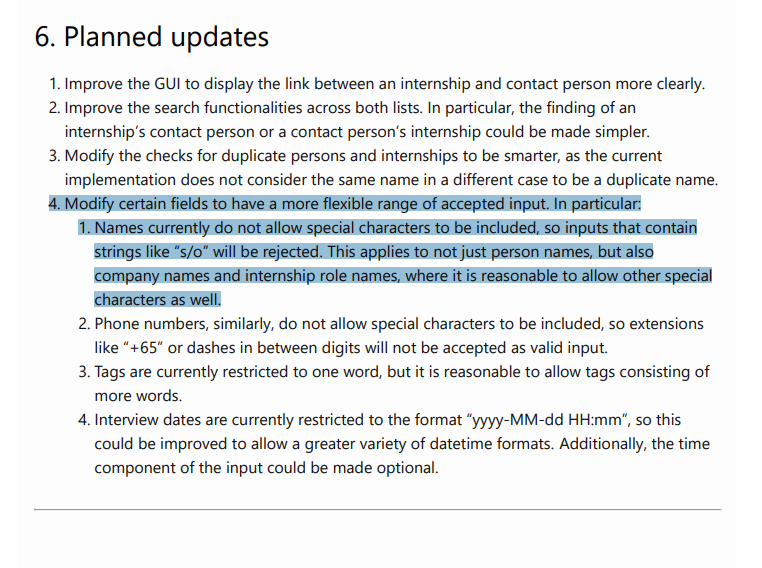 6. Planned updates
1. Improve the GUI to display the link between an internship and contact person more clearly.
2. Improve the search functionalities across both lists. In particular, the finding of an
internship’s contact person or a contact person’s internship could be made simpler.
3. Modify the checks for duplicate persons and internships to be smarter, as the current
implementation does not consider the same name in a different case to be a duplicate name.
4. Modify certain fields to have a more flexible range of accepted input. In particular:
1. Names currently do not allow special characters to be included, so inputs that contain
strings like “s/o” will be rejected. This applies to not just person names, but also
company names and internship role names, where it is reasonable to allow other special
characters as well.
2. Phone numbers, similarly, do not allow special characters to be included, so extensions
like “+65” or dashes in between digits will not be accepted as valid input.
3. Tags are currently restricted to one word, but it is reasonable to allow tags consisting of
more words.
4. Interview dates are currently restricted to the format “yyyy-MM-dd HH:mm”, so this
could be improved to allow a greater variety of datetime formats. Additionally, the time
component of the input could be made optional.